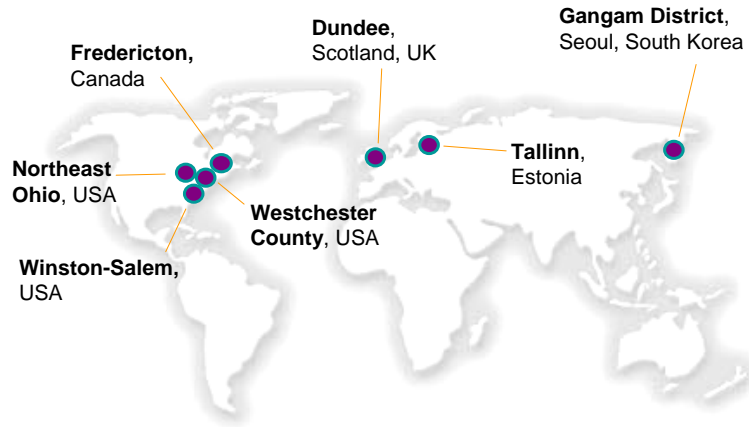 Gangam District,
Seoul, South Korea
Dundee,
Scotland, UK
Fredericton,
Canada
Tallinn,
Estonia
Northeast
Ohio, USA
Westchester
County, USA
Winston-Salem,
USA